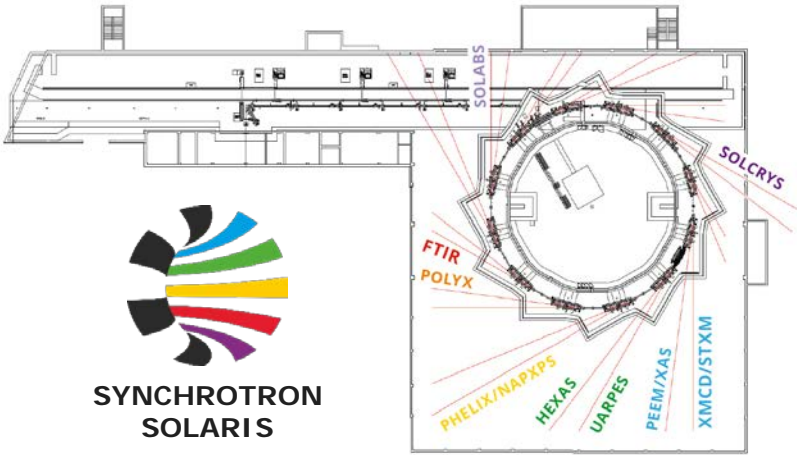 SOLABS
SOLCRYS
FTIR
POLYX
PHELIX/NAPXPS
HEXAS
UARPES
PEEM/XAS
XMCD/STXM
SYNCHROTRON
SOLARIS